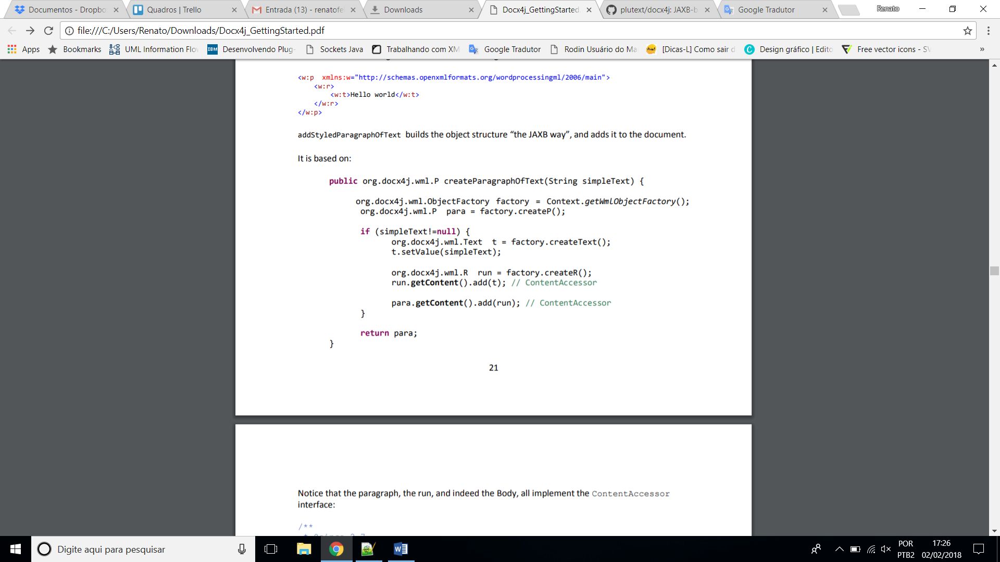 Documentos - Dropbo
Quadros | Trello
Entrada (13) - renatofe
Downloads
Docx4j_GettingStarted.
plutext/docx4j: JAXB-b
Google Tradutor
Renato
file:///C:/Users/Renato/Downloads/Docx4j_GettingStarted.pdf
Apps
Bookmarks
UML Information Flo
IBM
Desenvolvendo Plug-
Sockets Java
Trabalhando com XM
Google Tradutor
Rodin Usuário do Ma
[Dicas-L] Como sair d
Design gráfico | Edito
Free vector icons - SV
»
<w:p  xmlns:w="http://schemas.openxmlformats.org/wordprocessingml/2006/main">
<w:r>
<w:t>Hello world</w:t>
</w:r>
</w:p>
addStyledParagraphOfText builds the object structure “the JAXB way”, and adds it to the document.
It is based on:
public org.docx4j.wml.P createParagraphOfText(String simpleText) {
org.docx4j.wml.ObjectFactory factory = Context.getWmlObjectFactory();
org.docx4j.wml.P  para = factory.createP();
if (simpleText!=null) {
org.docx4j.wml.Text  t = factory.createText();
t.setValue(simpleText);
org.docx4j.wml.R  run = factory.createR();
run.getContent().add(t); // ContentAccessor
para.getContent().add(run); // ContentAccessor
}
return para;
}
21
Notice that the paragraph, the run, and indeed the Body, all implement the ContentAccessor
interface:
/**
Digite aqui para pesquisar
POR
PTB2
17:26
02/02/2018